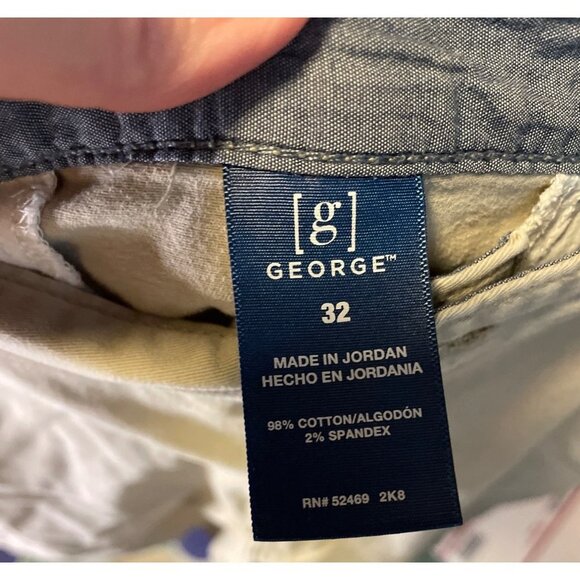 [g]
GEORGE™
32
MADE IN JORDAN
HECHO EN JORDANIA
98% COTTON/ALGODÓN
2% SPANDEX
RN# 52469 2K8